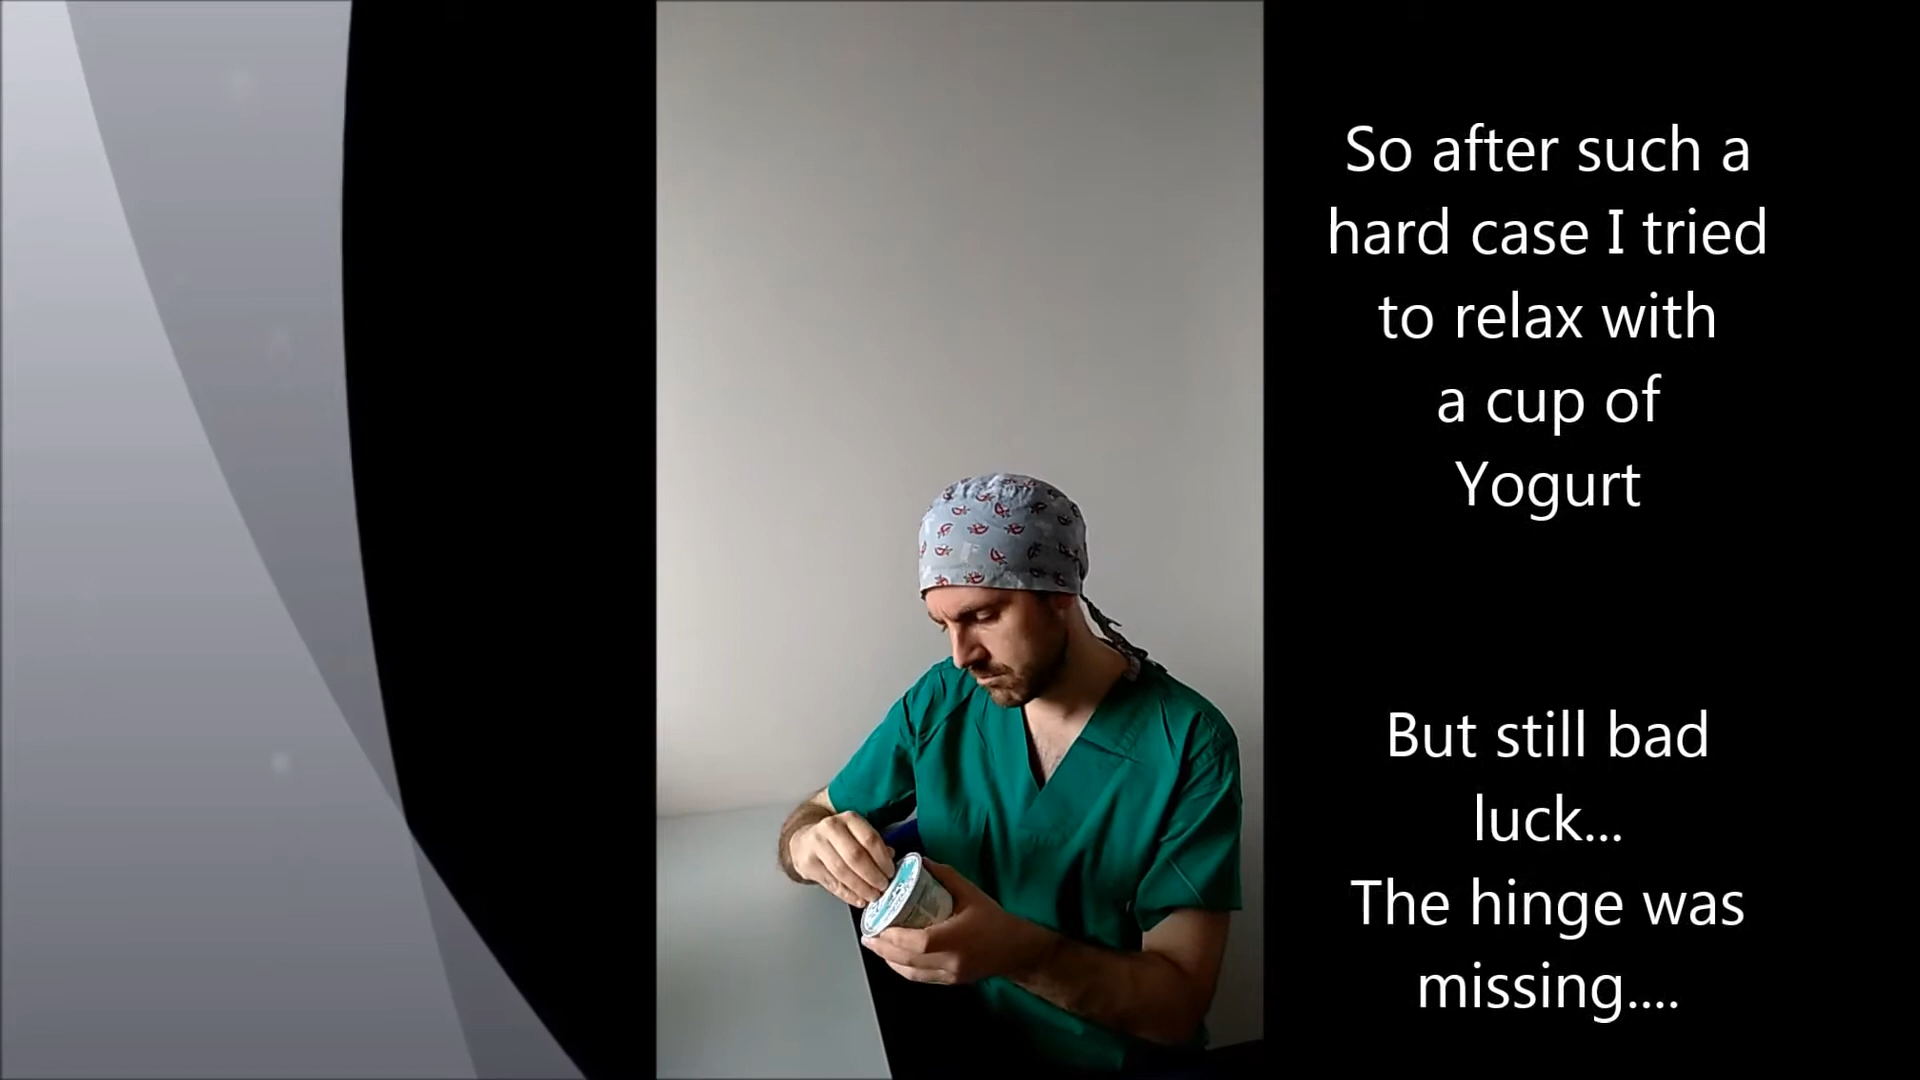 So after such a
hard case I tried
to relax with
a cup of
Yogurt
But still bad
luck...
The hinge was
missing....